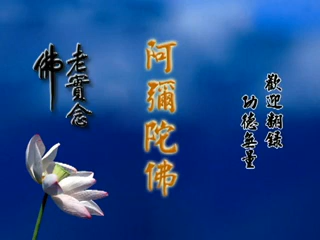 歡迎翻錄
功德無量
阿彌陀佛
老實念
佛